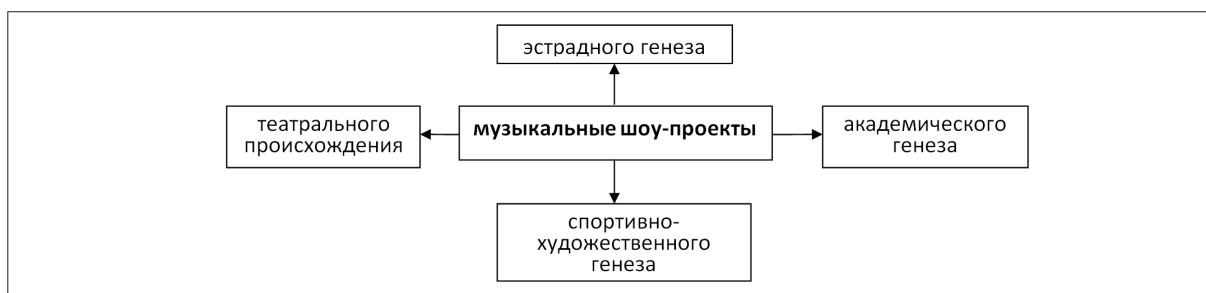 эстрадного генеза
театрального
происхождения
музыкальные шоу-проекты
академического
генеза
спортивно-
художественного
генеза